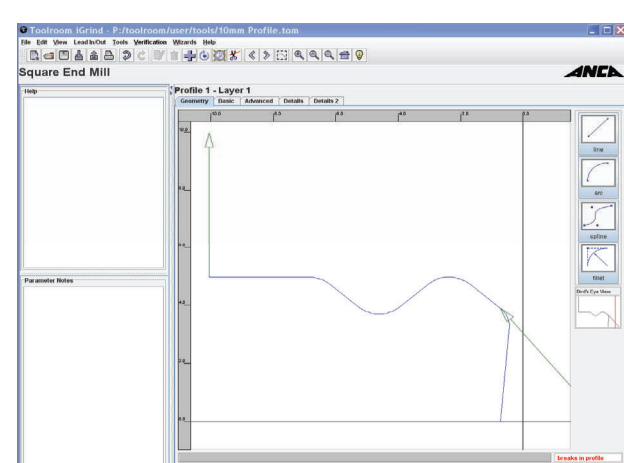 Toolroom iGrind - P:/toolroom/user/tools/10mm Profile.tom
File Edit View Lead In/Out Tools Verification Wizards Help
Square End Mill
ANCA
Help
Profile 1 - Layer 1
Geometry Basic Advanced Details Details 2
line
arc
spline
fillet
Bird's Eye View
Parameter Notes
breaks in profile